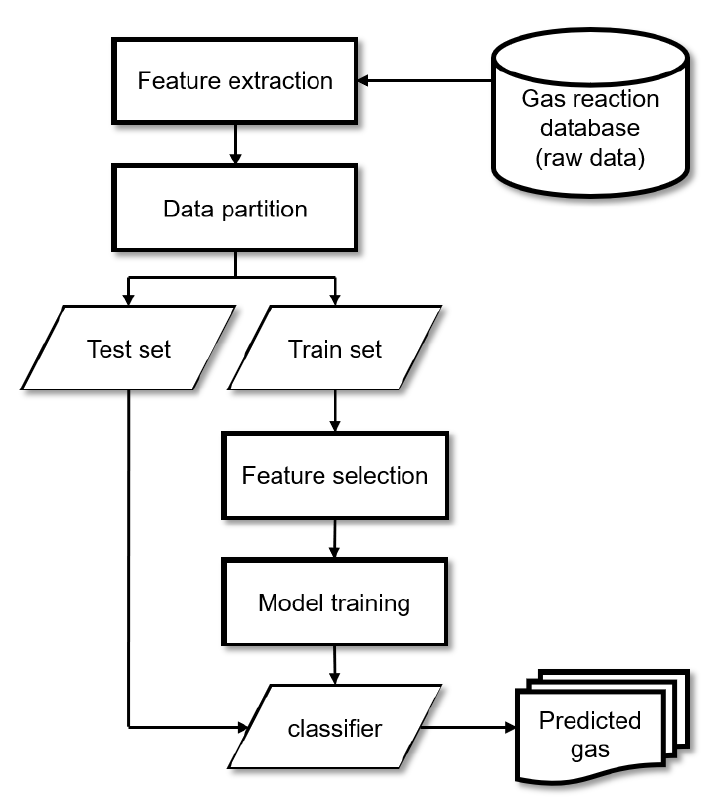 Feature extraction
Gas reaction
database
(raw data)
Data partition
Test set
Train set
Feature selection
Model training
classifier
Predicted
gas